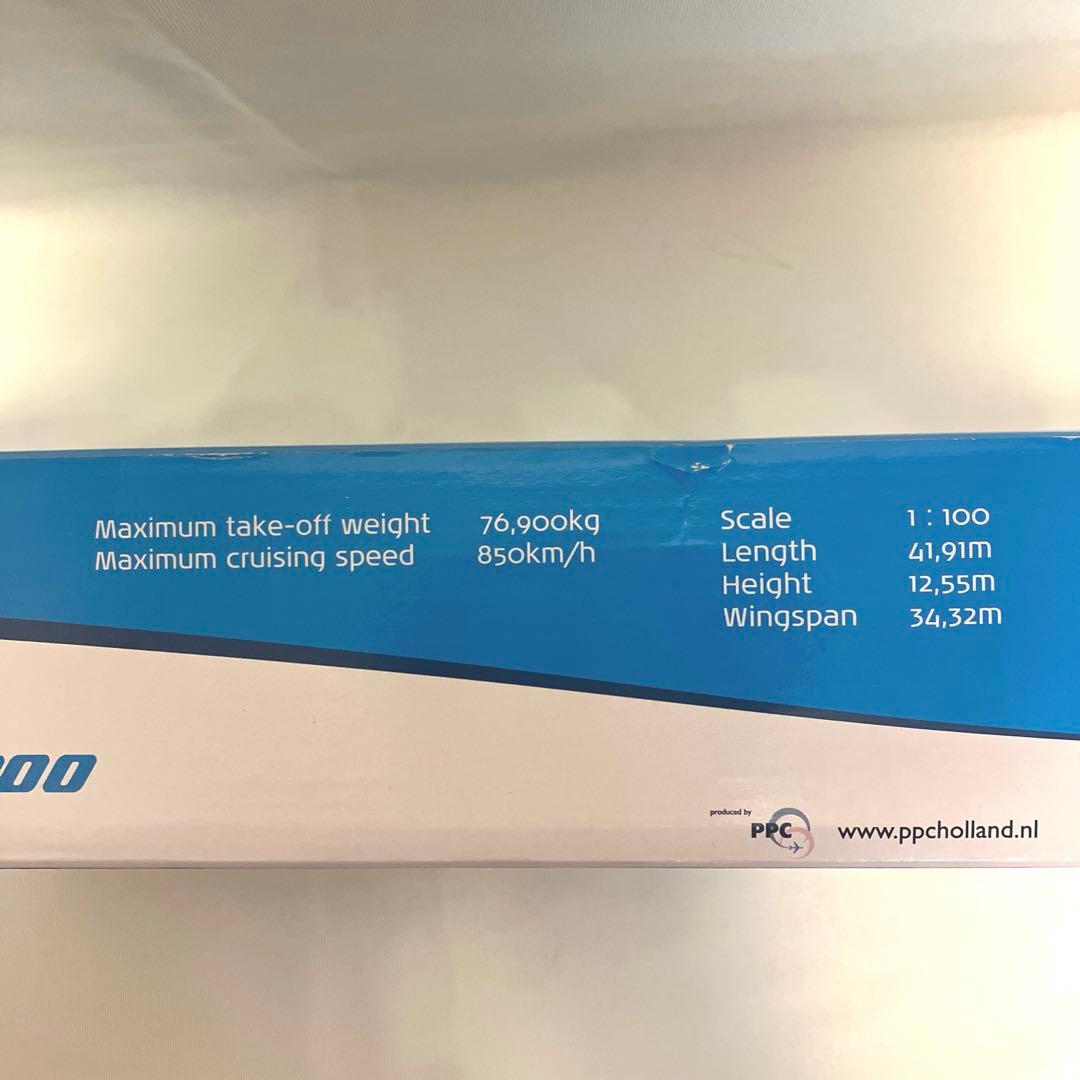 Maximum take-off weight 76,900kg
Maximum cruising speed 850km/h
Scale 1 : 100
Length 41,91m
Height 12,55m
Wingspan 34,32m
00
produced by
PPC
www.ppcholland.nl